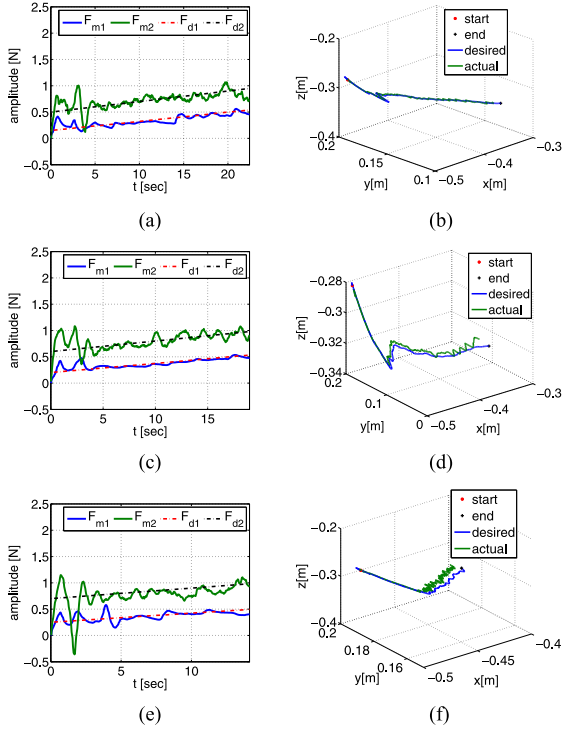 F_m1 F_m2 F_d1 F_d2
2.5
2
1.5
1
0.5
0
−0.5
amplitude [N]
0 5 10 15 20
t [sec]
(a)
start
end
desired
actual
−0.2
−0.3
−0.4
z[m]
0.2
0.15
0.1
y[m]
−0.5
−0.4
−0.3
x[m]
(b)
F_m1 F_m2 F_d1 F_d2
2.5
2
1.5
1
0.5
0
−0.5
amplitude [N]
0 5 10 15
t [sec]
(c)
start
end
desired
actual
−0.28
−0.3
−0.32
−0.34
z[m]
0.2
0.1
0
y[m]
−0.5
−0.4
−0.3
x[m]
(d)
F_m1 F_m2 F_d1 F_d2
2.5
2
1.5
1
0.5
0
−0.5
amplitude [N]
0 5 10
t [sec]
(e)
start
end
desired
actual
−0.2
−0.3
−0.4
z[m]
0.2
0.18
0.16
y[m]
−0.5
−0.45
−0.4
x[m]
(f)